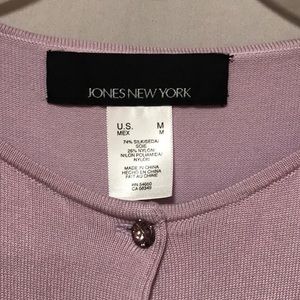 JONES NEW YORK
U.S. M
MEX M
74% SILK/SEDA/
SOIE
26% NYLON/
NYLON POLIAMIDA/
NYLON
MADE IN CHINA
HECHO EN CHINA
FAIT AU CHINE